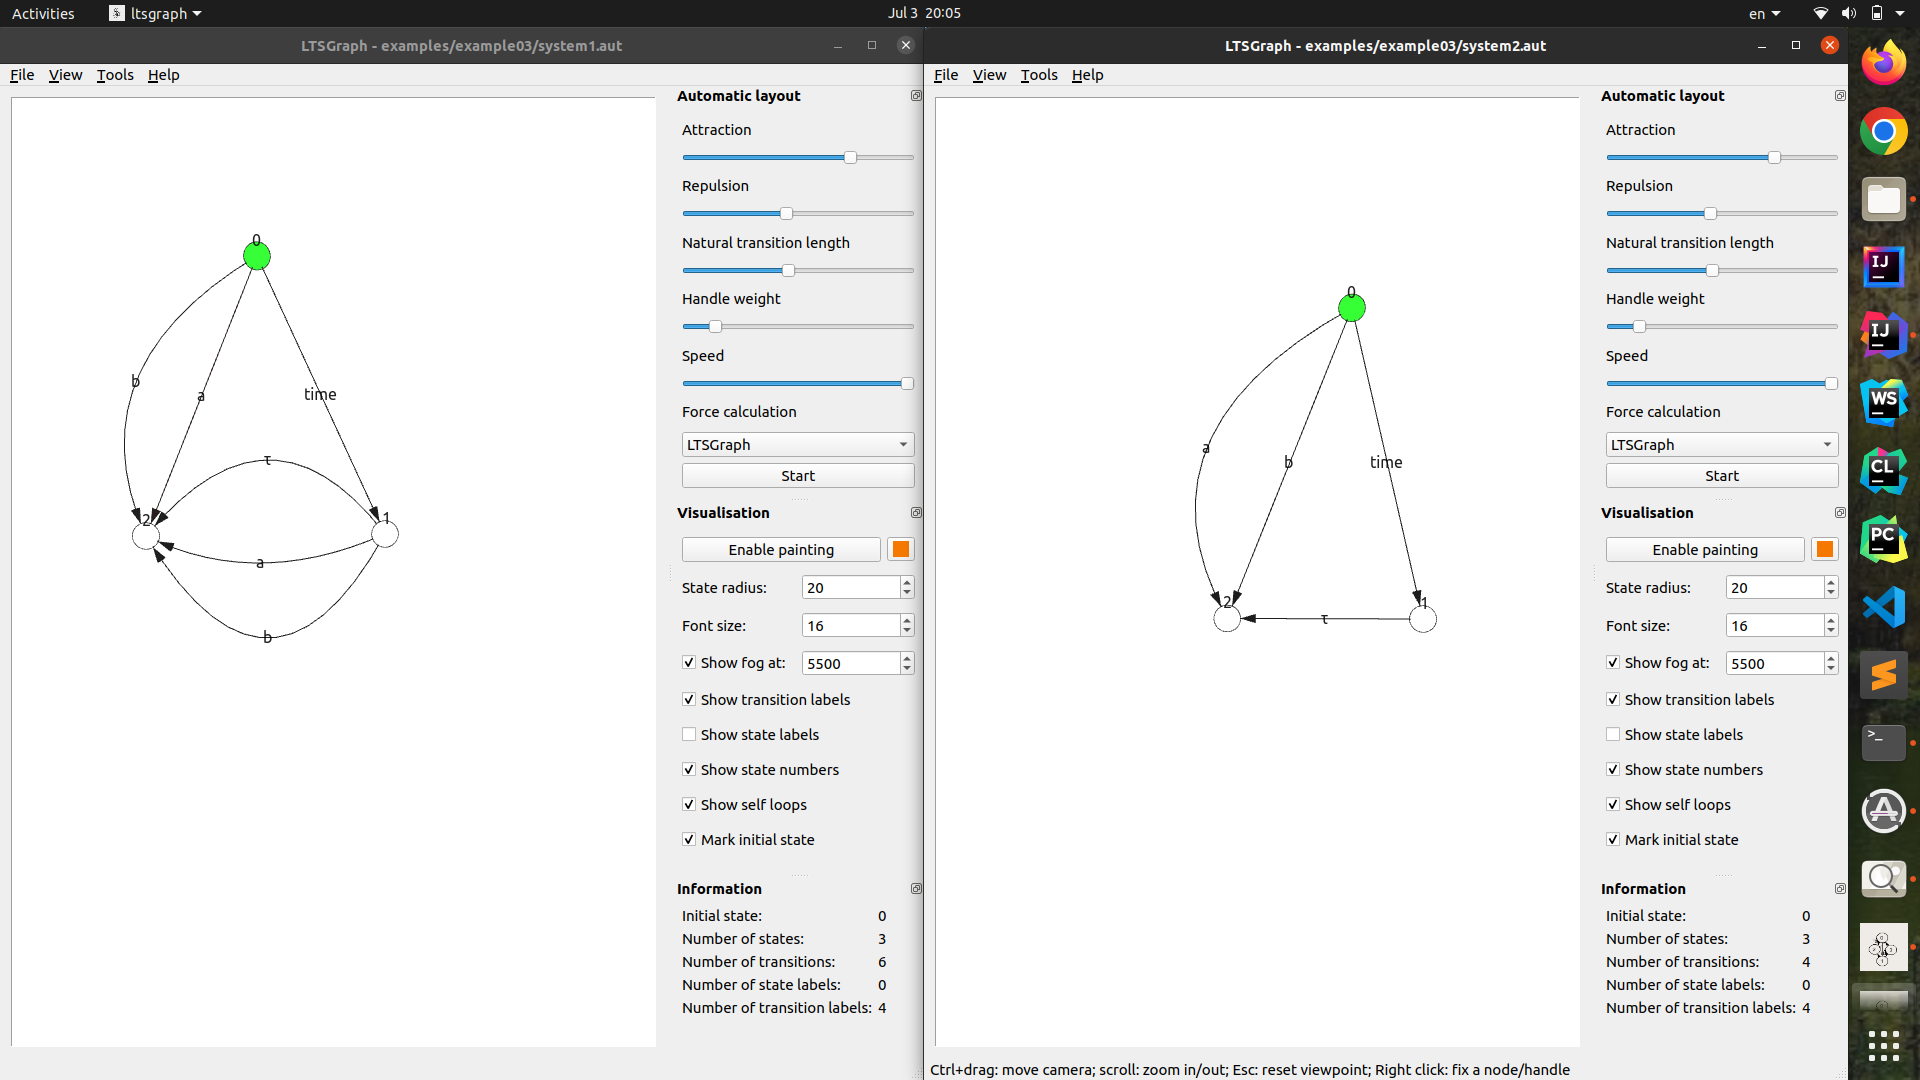 Activities
ltsgraph
Jul 3 20:05
en
LTSGraph - examples/example03/system1.aut
File View Tools Help
0
b
a
time
τ
2
1
a
b
Automatic layout
Attraction
Repulsion
Natural transition length
Handle weight
Speed
Force calculation
LTSGraph
Start
Visualisation
Enable painting
State radius: 20
Font size: 16
Show fog at: 5500
Show transition labels
Show state labels
Show state numbers
Show self loops
Mark initial state
Information
Initial state: 0
Number of states: 3
Number of transitions: 6
Number of state labels: 0
Number of transition labels: 4
LTSGraph - examples/example03/system2.aut
File View Tools Help
0
a
b
time
2
1
τ
Automatic layout
Attraction
Repulsion
Natural transition length
Handle weight
Speed
Force calculation
LTSGraph
Start
Visualisation
Enable painting
State radius: 20
Font size: 16
Show fog at: 5500
Show transition labels
Show state labels
Show state numbers
Show self loops
Mark initial state
Information
Initial state: 0
Number of states: 3
Number of transitions: 4
Number of state labels: 0
Number of transition labels: 4
Ctrl+drag: move camera; scroll: zoom in/out; Esc: reset viewpoint; Right click: fix a node/handle
IJ
IJ
WS
CL
PC
>_